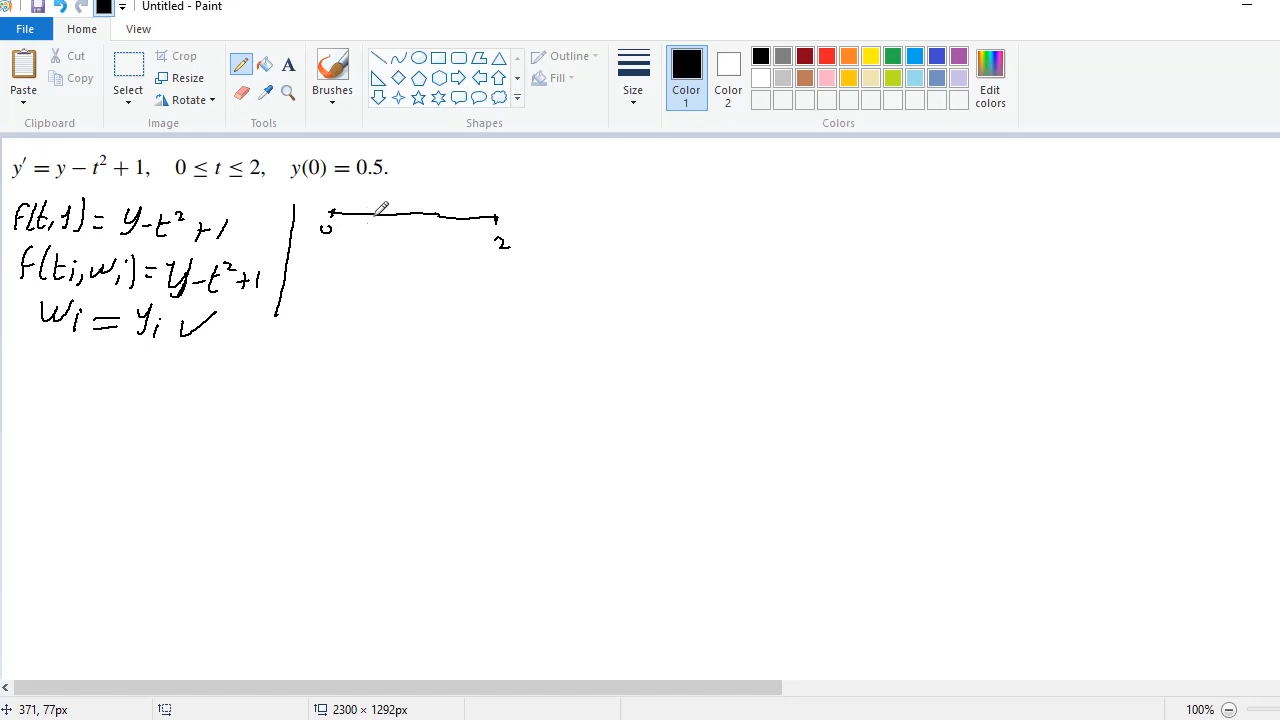 Untitled - Paint
File
Home
View
Paste
Cut
Copy
Clipboard
Select
Crop
Resize
Rotate
Image
Tools
Brushes
Outline
Fill
Shapes
Size
Color 1
Color 2
Edit colors
Colors
y′ = y − t² + 1, 0 ≤ t ≤ 2, y(0) = 0.5.
f(t,y) = y-t²+1
f(ti,wi) = y-t²+1
wi = yi ✓
0
2
371, 77px
2300 × 1292px
100%